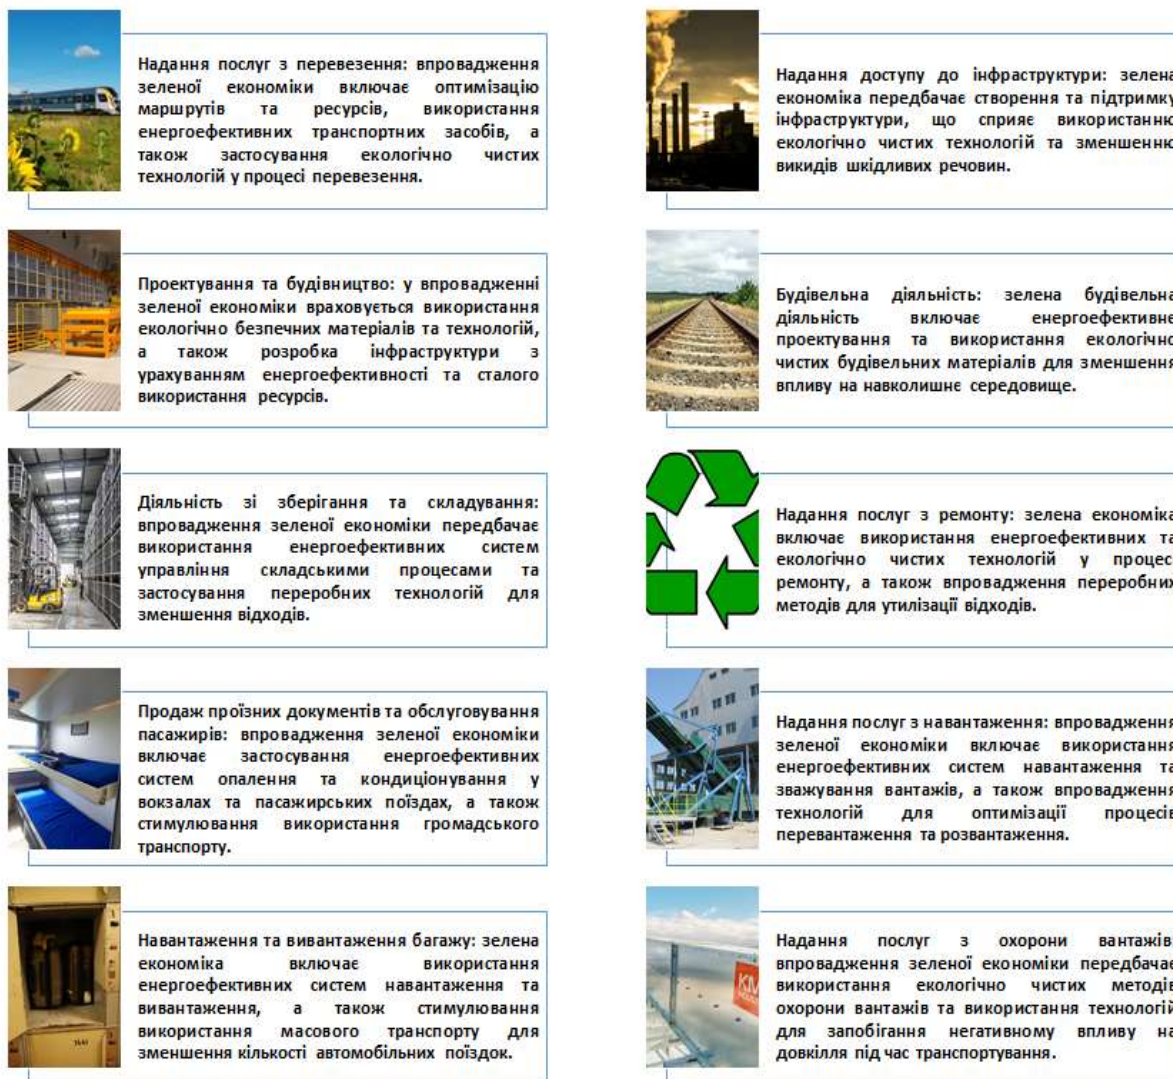 Надання послуг з перевезення: впровадження
зеленої економіки включає оптимізацію
маршрутів та ресурсів, використання
енергоефективних транспортних засобів, а
також застосування екологічно чистих
технологій у процесі перевезення.
Надання доступу до інфраструктури: зелена
економіка передбачає створення та підтримку
інфраструктури, що сприяє використанню
екологічно чистих технологій та зменшенню
викидів шкідливих речовин.
Проектування та будівництво: у впровадженні
зеленої економіки враховується використання
екологічно безпечних матеріалів та технологій,
а також розробка інфраструктури з
урахуванням енергоефективності та сталого
використання ресурсів.
Будівельна діяльність: зелена будівельна
діяльність включає енергоефективне
проектування та використання екологічно
чистих будівельних матеріалів для зменшення
впливу на навколишнє середовище.
Діяльність зі зберігання та складування:
впровадження зеленої економіки передбачає
використання енергоефективних систем
управління складськими процесами та
застосування переробних технологій для
зменшення відходів.
Надання послуг з ремонту: зелена економіка
включає використання енергоефективних та
екологічно чистих технологій у процесі
ремонту, а також впровадження переробних
методів для утилізації відходів.
Продаж проїзних документів та обслуговування
пасажирів: впровадження зеленої економіки
включає застосування енергоефективних
систем опалення та кондиціонування у
вокзалах та пасажирських поїздах, а також
стимулювання використання громадського
транспорту.
Надання послуг з навантаження: впровадження
зеленої економіки включає використання
енергоефективних систем навантаження та
зважування вантажів, а також впровадження
технологій для оптимізації процесів
перевантаження та розвантаження.
Навантаження та вивантаження багажу: зелена
економіка включає використання
енергоефективних систем навантаження та
вивантаження, а також стимулювання
використання масового транспорту для
зменшення кількості автомобільних поїздок.
Надання послуг з охорони вантажів:
впровадження зеленої економіки передбачає
використання екологічно чистих методів
охорони вантажів та використання технологій
для запобігання негативному впливу на
довкілля під час транспортування.
KM